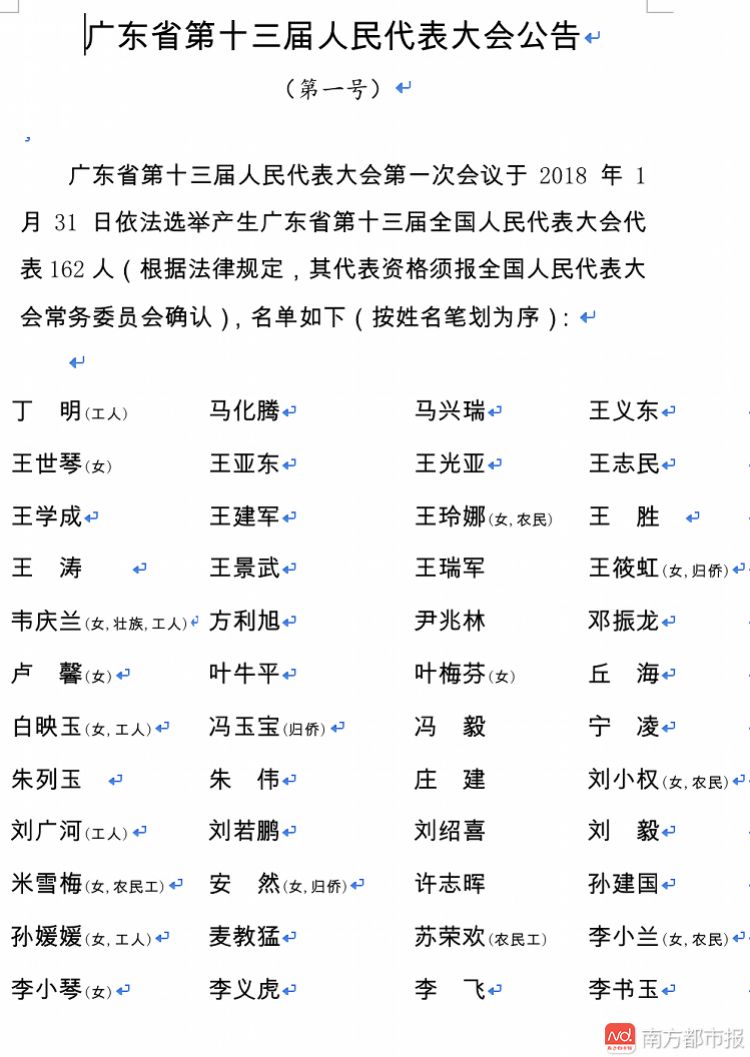 广东省第十三届人民代表大会公告
（第一号）
广东省第十三届人民代表大会第一次会议于 2018 年 1
月 31 日依法选举产生广东省第十三届全国人民代表大会代
表 162 人（根据法律规定，其代表资格须报全国人民代表大
会常务委员会确认），名单如下（按姓名笔划为序）：
丁　明(工人) 马化腾 马兴瑞 王义东
王世琴(女) 王亚东 王光亚 王志民
王学成 王建军 王玲娜(女,农民) 王　胜
王　涛 王景武 王瑞军 王筱虹(女,归侨)
韦庆兰(女,壮族,工人) 方利旭 尹兆林 邓振龙
卢　馨(女) 叶牛平 叶梅芬(女) 丘　海
白映玉(女,工人) 冯玉宝(归侨) 冯　毅 宁　凌
朱列玉 朱　伟 庄　建 刘小权(女,农民)
刘广河(工人) 刘若鹏 刘绍喜 刘　毅
米雪梅(女,农民工) 安　然(女,归侨) 许志晖 孙建国
孙媛媛(女,工人) 麦教猛 苏荣欢(农民工) 李小兰(女,农民)
李小琴(女) 李义虎 李　飞 李书玉
南方都市报